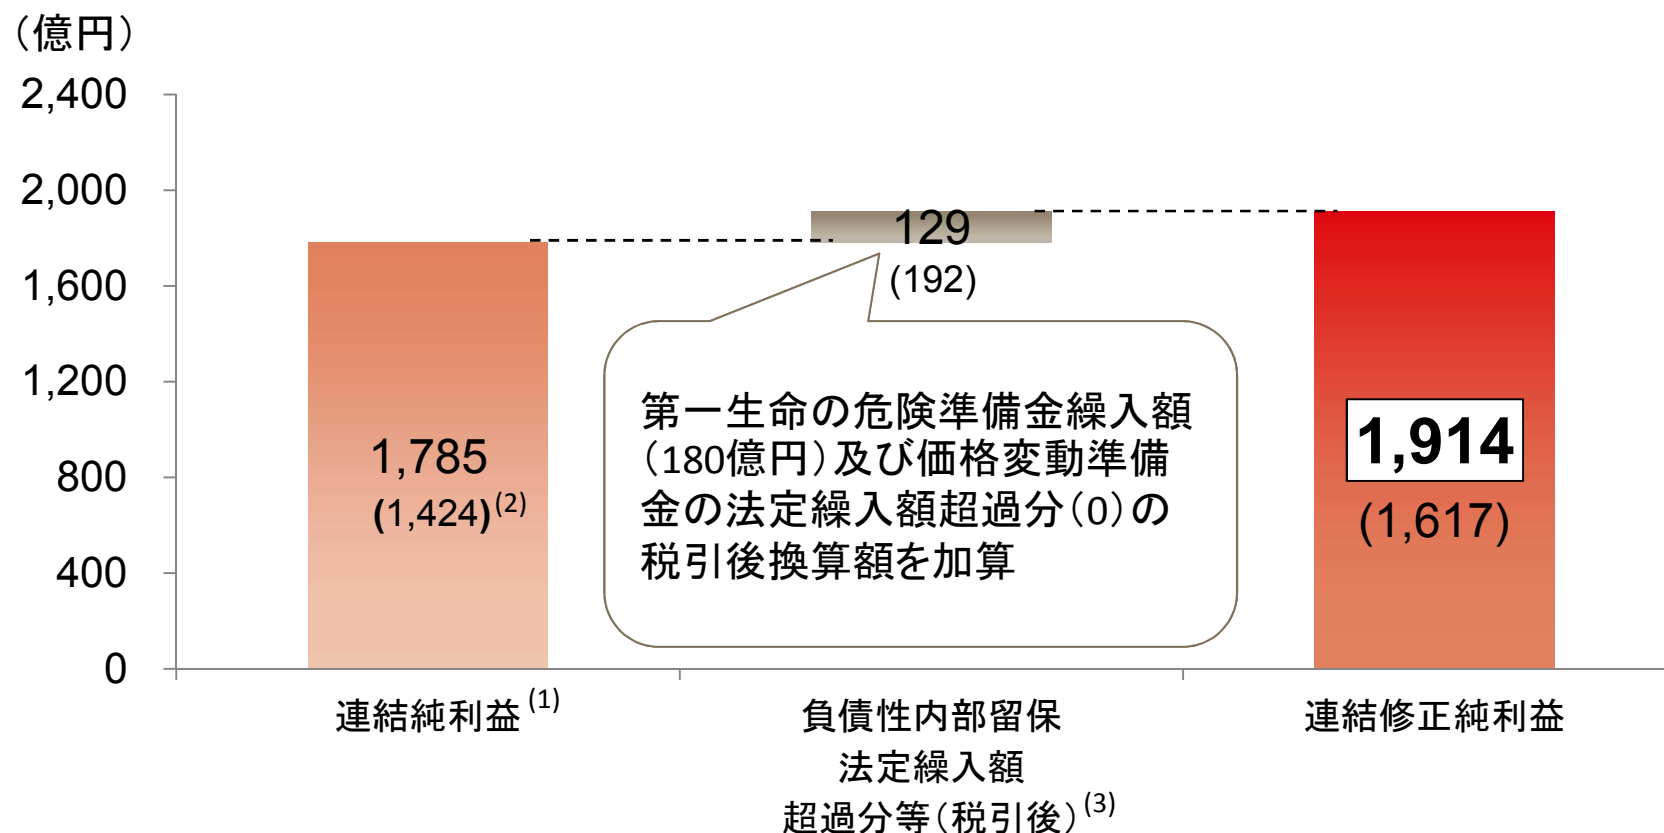 （億円）
2,400
2,000
1,600
1,200
800
400
0
1,785
(1,424)(2)
129
(192)
第一生命の危険準備金繰入額
（180億円）及び価格変動準備
金の法定繰入額超過分（0）の
税引後換算額を加算
1,914
(1,617)
連結純利益(1)
負債性内部留保
法定繰入額
超過分等（税引後）(3)
連結修正純利益